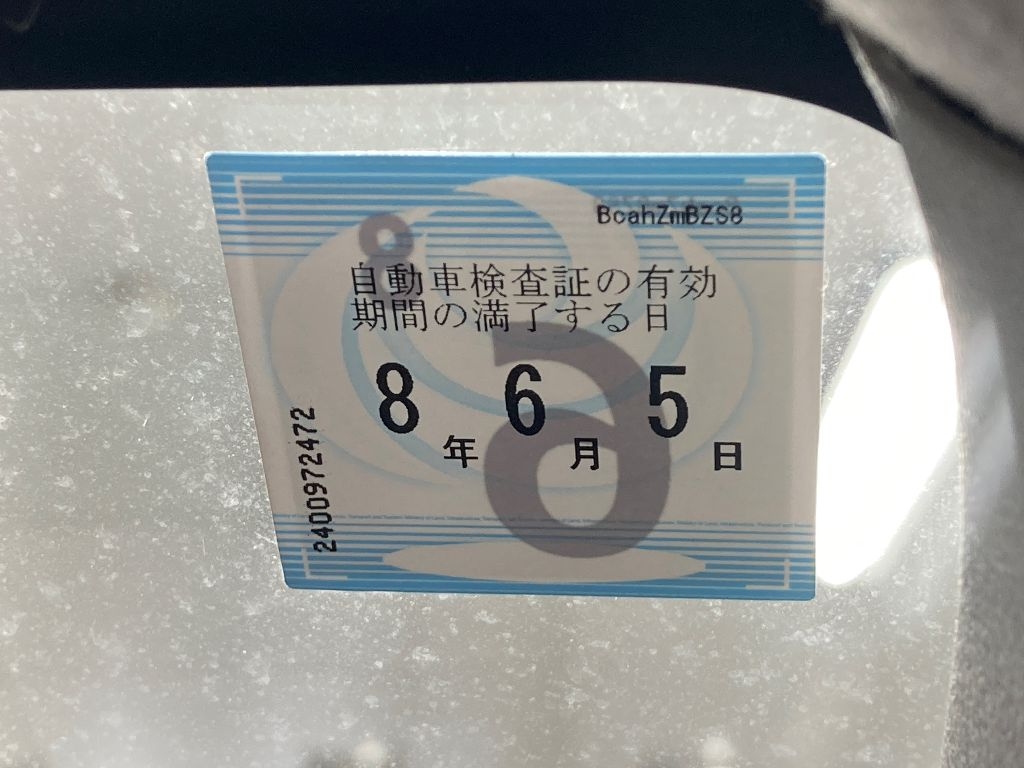 BcahZmBZS8
自動車検査証の有効
期間の満了する日
8年 6月 5日
2400972472